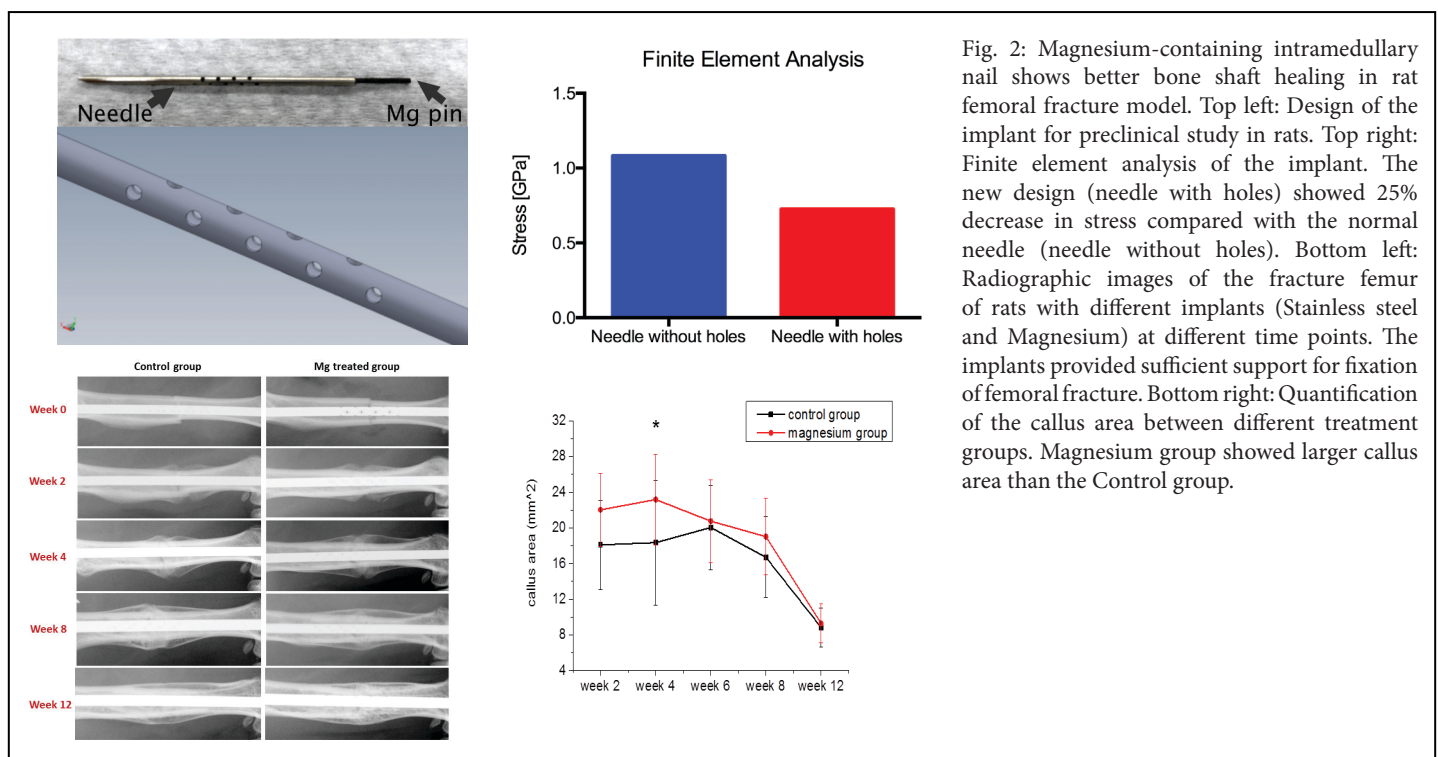 Needle
Mg pin
Finite Element Analysis
1.5
1.0
0.5
0.0
Stress [GPa]
Needle without holes
Needle with holes
Control group
Mg treated group
Week 0
Week 2
Week 4
Week 8
Week 12
control group
magnesium group
*
32
28
24
20
16
12
8
4
callus area (mm^2)
week 2
week 4
week 6
week 8
week 12
Fig. 2: Magnesium-containing intramedullary
nail shows better bone shaft healing in rat
femoral fracture model. Top left: Design of the
implant for preclinical study in rats. Top right:
Finite element analysis of the implant. The
new design (needle with holes) showed 25%
decrease in stress compared with the normal
needle (needle without holes). Bottom left:
Radiographic images of the fracture femur
of rats with different implants (Stainless steel
and Magnesium) at different time points. The
implants provided sufficient support for fixation
of femoral fracture. Bottom right: Quantification
of the callus area between different treatment
groups. Magnesium group showed larger callus
area than the Control group.